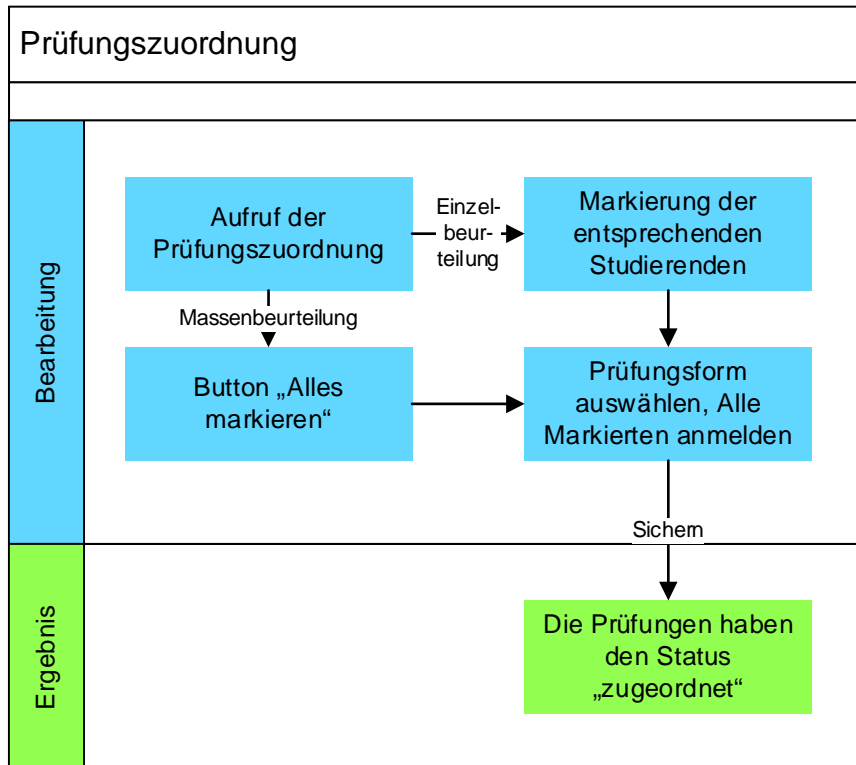 Prüfungszuordnung
Bearbeitung
Aufruf der
Prüfungszuordnung
Einzel-
beur-
teilung
Markierung der
entsprechenden
Studierenden
Massenbeurteilung
Button „Alles
markieren“
Prüfungsform
auswählen, Alle
Markierten anmelden
Sichern
Ergebnis
Die Prüfungen haben
den Status
„zugeordnet“